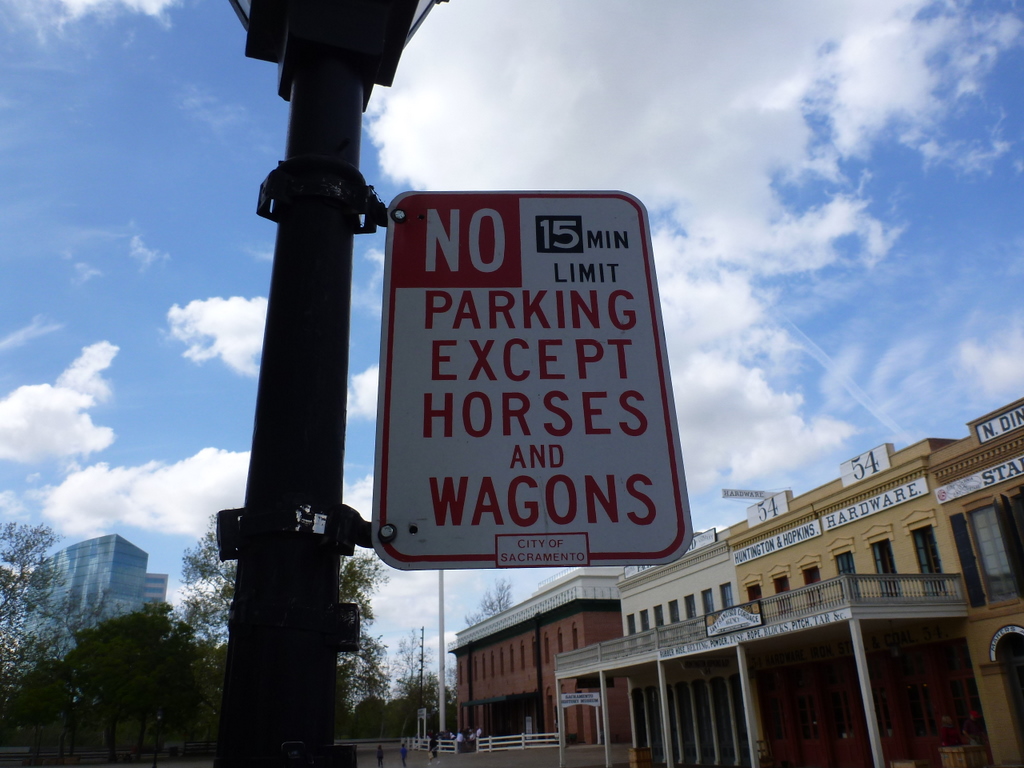 NO 15 MIN
LIMIT
PARKING
EXCEPT
HORSES
AND
WAGONS
CITY OF
SACRAMENTO
HARDWARE
54
54
HUNTINGTON & HOPKINS.
HARDWARE.
N. DIN
STA